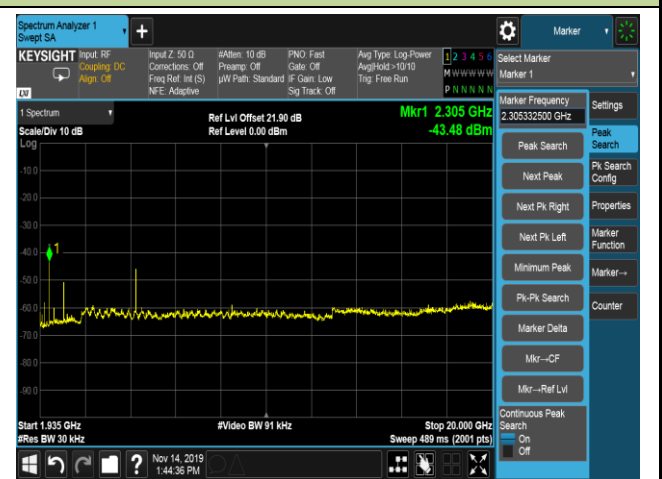 Spectrum Analyzer 1
Swept SA
+
Marker
KEYSIGHT
Input: RF
Coupling: DC
Align: Off
Input Z: 50 Ω
Corrections: Off
Freq Ref: Int (S)
NFE: Adaptive
#Atten: 10 dB
Preamp: Off
µW Path: Standard
PNO: Fast
Gate: Off
IF Gain: Low
Sig Track: Off
Avg Type: Log-Power
Avg|Hold:>10/10
Trig: Free Run
1 2 3 4 5 6
M W W W W W
P N N N N N
LXI
Select Marker
Marker 1
1 Spectrum
Scale/Div 10 dB
Log
Ref Lvl Offset 21.90 dB
Ref Level 0.00 dBm
Mkr1 2.305 GHz
-43.48 dBm
-10.0
-20.0
-30.0
-40.0
-50.0
-60.0
-70.0
-80.0
-90.0
1
Start 1.935 GHz
#Res BW 30 kHz
#Video BW 91 kHz
Stop 20.000 GHz
Sweep 489 ms (2001 pts)
Marker Frequency
2.305332500 GHz
Peak Search
Next Peak
Next Pk Right
Next Pk Left
Minimum Peak
Pk-Pk Search
Marker Delta
Mkr→CF
Mkr→Ref Lvl
Continuous Peak
Search
On
Off
Settings
Peak
Search
Pk Search
Config
Properties
Marker
Function
Marker→
Counter
?
Nov 14, 2019
1:44:36 PM